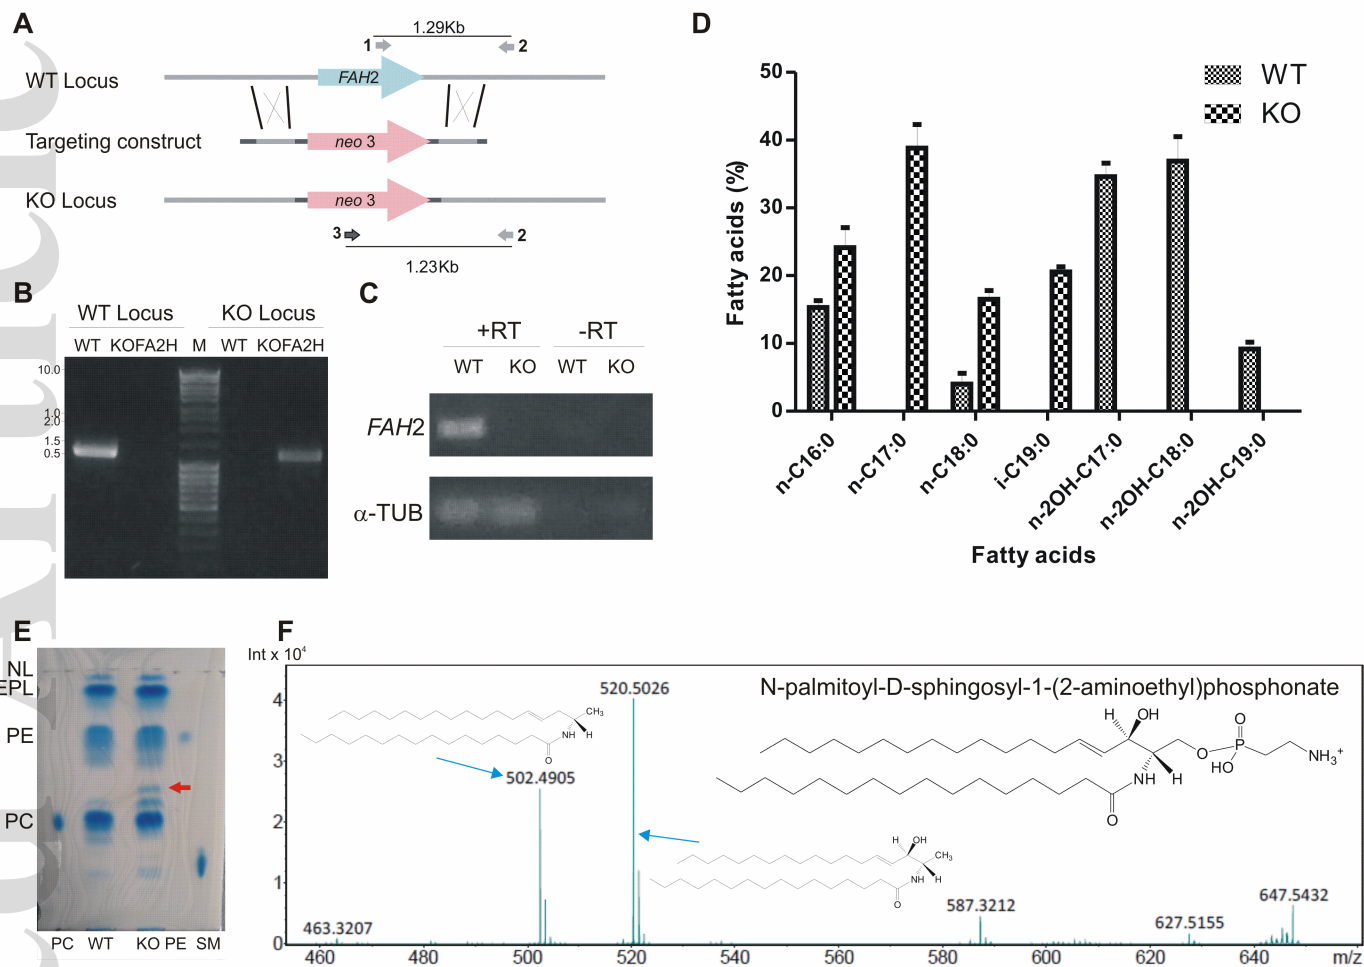 A
1.29Kb
1 2
WT Locus
FAH2
Targeting construct
neo 3
KO Locus
neo 3
3 2
1.23Kb
B
WT Locus KO Locus
WT KOFA2H M WT KOFA2H
10.0
1.0
2.0
1.5
0.5
C
+RT -RT
WT KO WT KO
FAH2
α-TUB
D
WT
KO
Fatty acids (%)
50
40
30
20
10
0
n-C16:0
n-C17:0
n-C18:0
i-C19:0
n-2OH-C17:0
n-2OH-C18:0
n-2OH-C19:0
Fatty acids
E
NL
EPL
PE
PC
PC WT KO PE SM
F
Int x 10⁴
4
3
2
1
0
N-palmitoyl-D-sphingosyl-1-(2-aminoethyl)phosphonate
520.5026
502.4905
463.3207
587.3212
627.5155
647.5432
CH₃
NH H
O
H OH
O
O P
HO NH₃⁺
NH H
O
H OH
CH₃
NH H
O
460 480 500 520 540 560 580 600 620 640 m/z